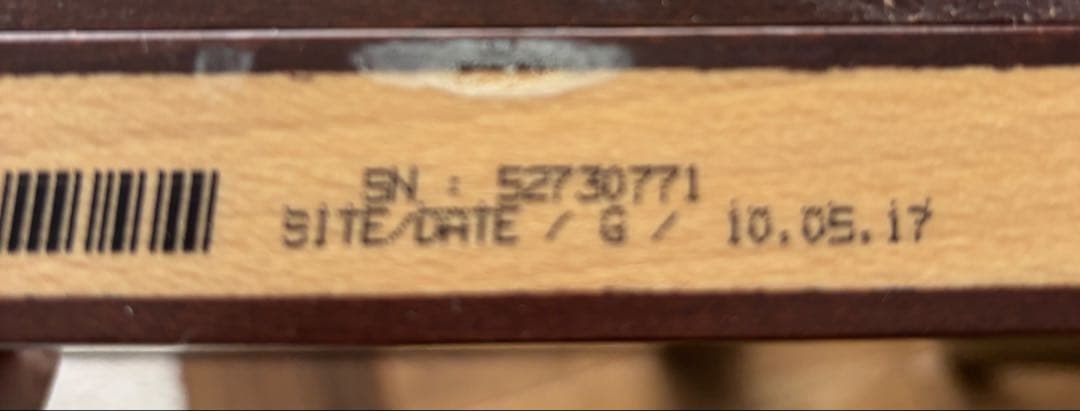 SN : 52730771
SITE/DATE / G / 10.05.17